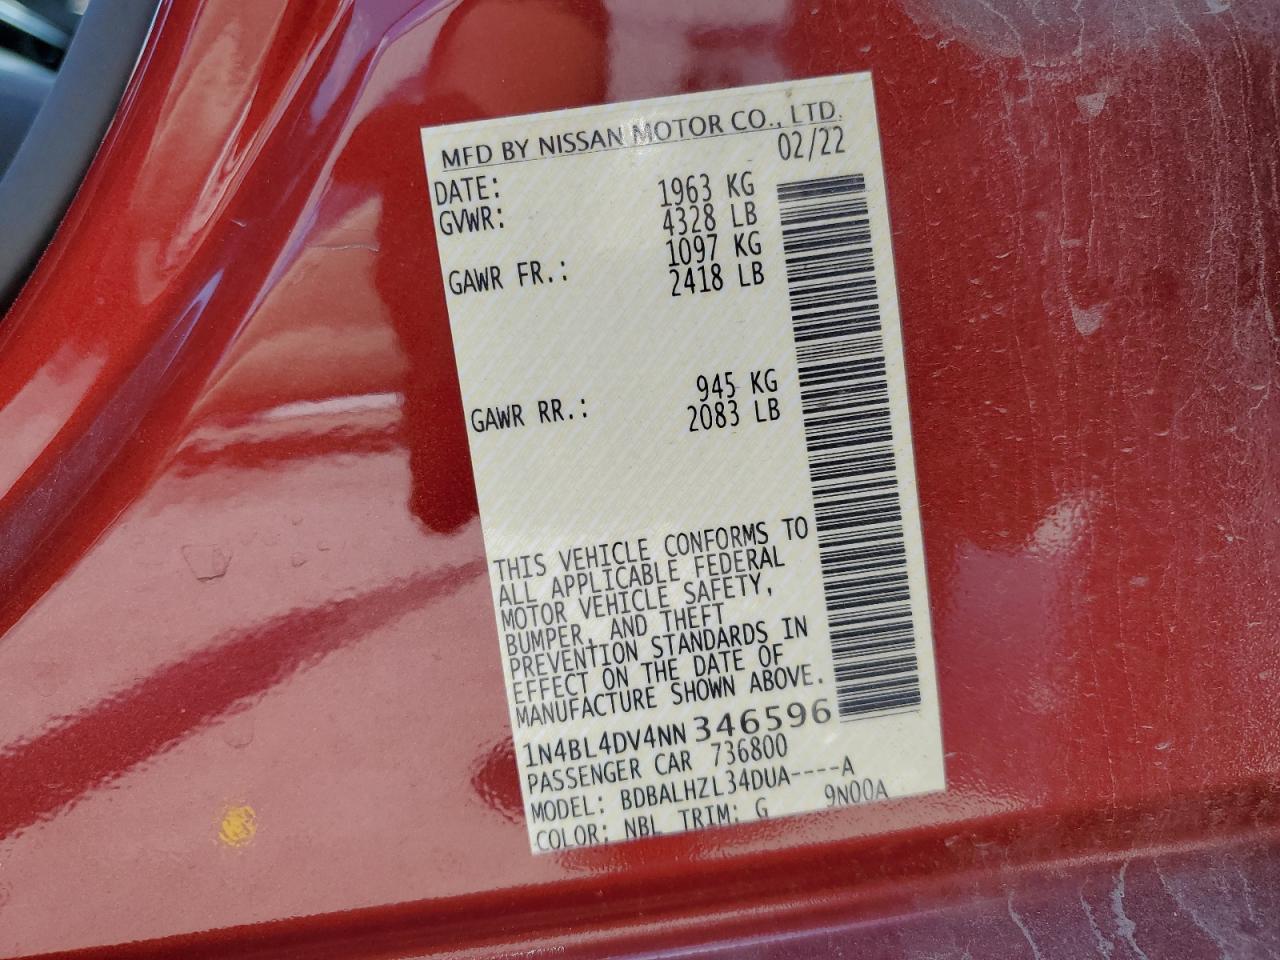 MFD BY NISSAN MOTOR CO., LTD.
DATE: 02/22
GVWR: 1963 KG
4328 LB
GAWR FR.: 1097 KG
2418 LB
GAWR RR.: 945 KG
2083 LB
THIS VEHICLE CONFORMS TO
ALL APPLICABLE FEDERAL
MOTOR VEHICLE SAFETY,
BUMPER, AND THEFT
PREVENTION STANDARDS IN
EFFECT ON THE DATE OF
MANUFACTURE SHOWN ABOVE.
1N4BL4DV4NN346596
PASSENGER CAR 736800
MODEL: BDBALHZL34DUA----A
COLOR: NBL TRIM: G 9N00A